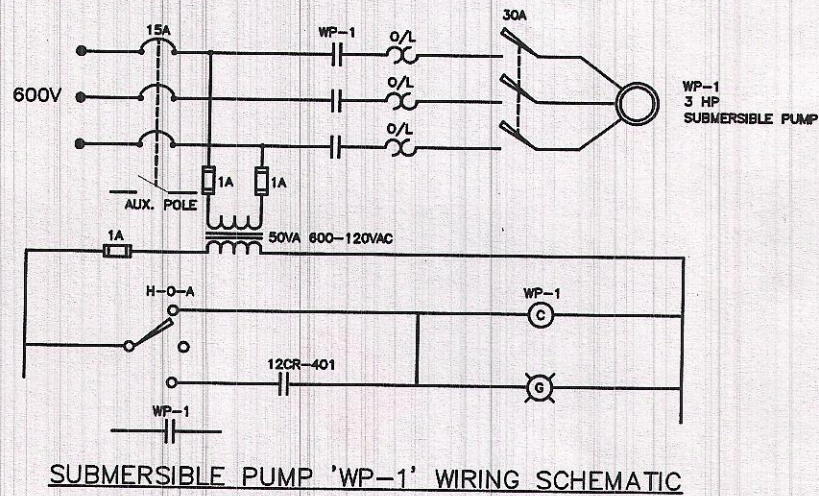 15A
WP-1
O/L
30A
600V
O/L
WP-1
3 HP
SUBMERSIBLE PUMP
O/L
1A
1A
AUX. POLE
1A
50VA 600-120VAC
H-O-A
WP-1
C
12CR-401
G
WP-1
SUBMERSIBLE PUMP 'WP-1' WIRING SCHEMATIC